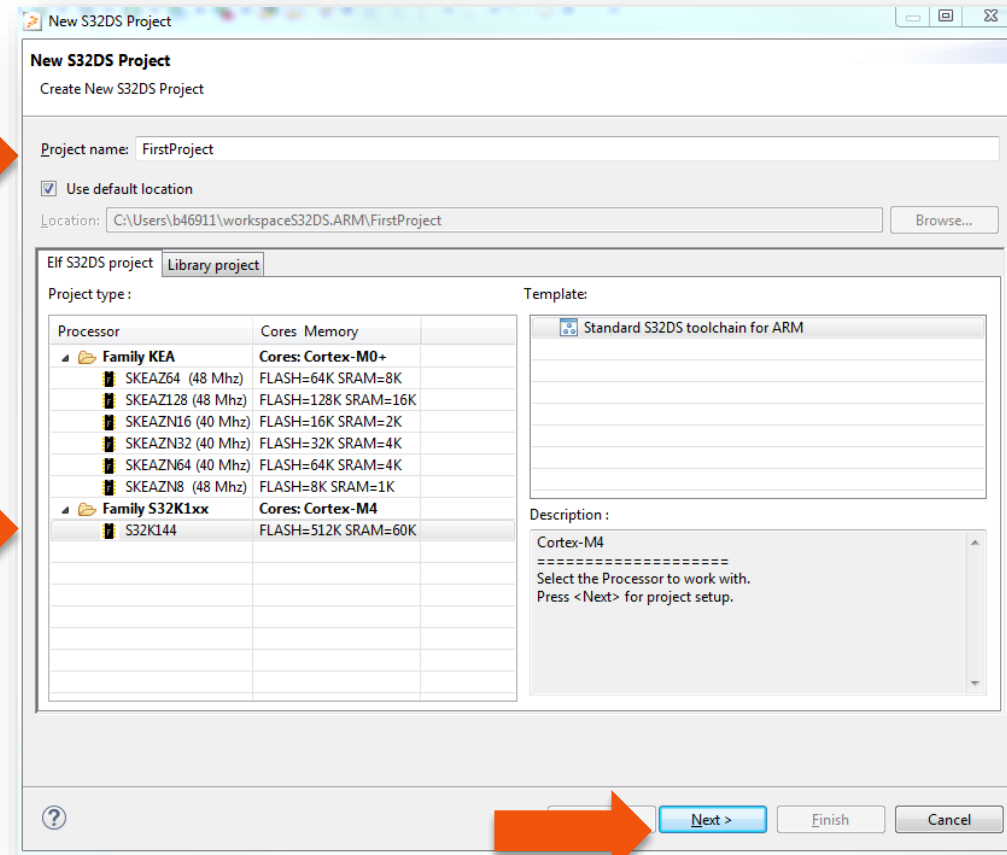 New S32DS Project
New S32DS Project
Create New S32DS Project
Project name: FirstProject
Use default location
Location: C:\Users\b46911\workspaceS32DS.ARM\FirstProject Browse...
Elf S32DS project Library project
Project type : Template:
Processor Cores Memory
Family KEA Cores: Cortex-M0+
SKEAZ64 (48 Mhz) FLASH=64K SRAM=8K
SKEAZ128 (48 Mhz) FLASH=128K SRAM=16K
SKEAZN16 (40 Mhz) FLASH=16K SRAM=2K
SKEAZN32 (40 Mhz) FLASH=32K SRAM=4K
SKEAZN64 (40 Mhz) FLASH=64K SRAM=4K
SKEAZN8 (48 Mhz) FLASH=8K SRAM=1K
Family S32K1xx Cores: Cortex-M4
S32K144 FLASH=512K SRAM=60K
Standard S32DS toolchain for ARM
Description :
Cortex-M4
====================
Select the Processor to work with.
Press <Next> for project setup.
Next > Finish Cancel